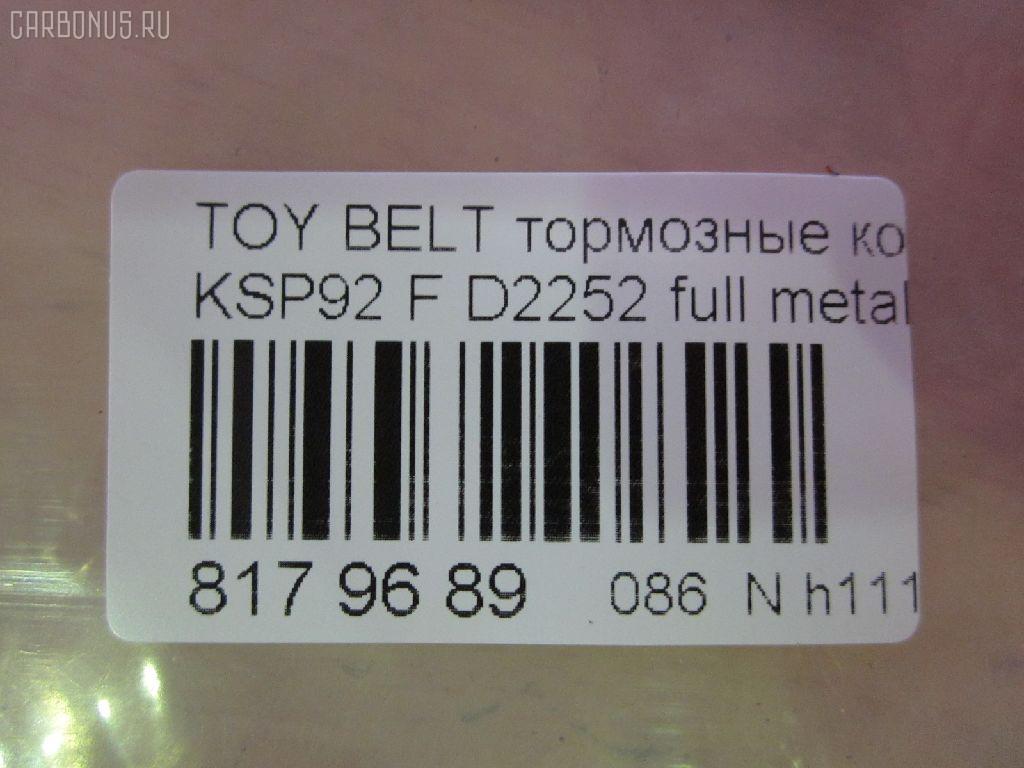 CARBONUS.RU
TOY BELT тормозные ко
KSP92 F D2252 full metal
817 96 89 086 N h111